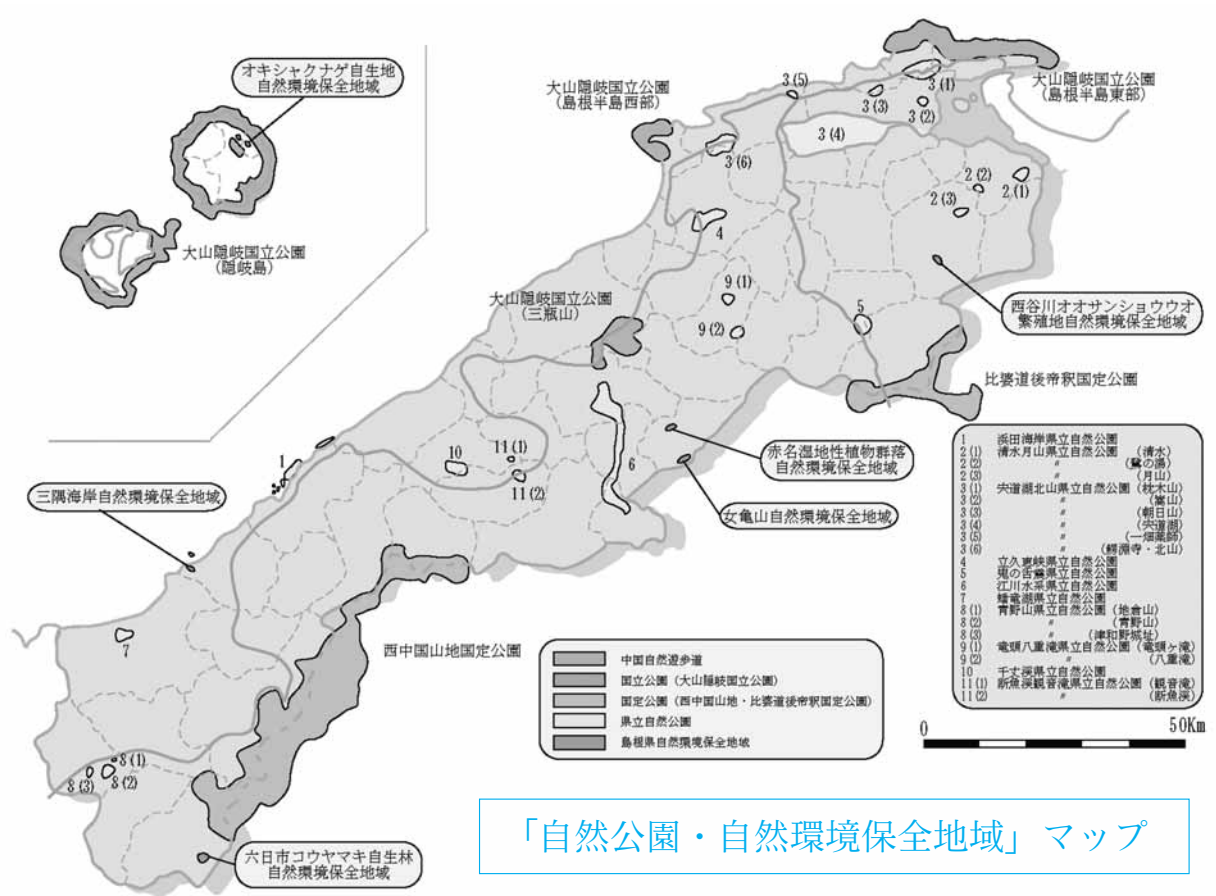 オキシャクナゲ自生地
自然環境保全地域
大山隠岐国立公園
(島根半島西部)
大山隠岐国立公園
(島根半島東部)
3(5)
3(1)
3(3)
3(2)
3(4)
3(6)
2(2)
2(1)
2(3)
4
大山隠岐国立公園
(隠岐島)
9(1)
大山隠岐国立公園
(三瓶山)
5
9(2)
西谷川オオサンショウウオ
繁殖地自然環境保全地域
比婆道後帝釈国定公園
1
10
11(1)
11(2)
6
赤名湿地性植物群落
自然環境保全地域
女亀山自然環境保全地域
三隅海岸自然環境保全地域
7
西中国山地国定公園
8(1)
8(3)
8(2)
六日市コウヤマキ自生林
自然環境保全地域
中国自然遊歩道
国立公園(大山隠岐国立公園)
国定公園(西中国山地・比婆道後帝釈国定公園)
県立自然公園
島根県自然環境保全地域
1 浜田海岸県立自然公園
2(1) 清水月山県立自然公園(清水)
2(2) 〃 (鷺の湯)
2(3) 〃 (月山)
3(1) 宍道湖北山県立自然公園(枕木山)
3(2) 〃 (嵩山)
3(3) 〃 (朝日山)
3(4) 〃 (宍道湖)
3(5) 〃 (一畑薬師)
3(6) 〃 (鰐淵寺・北山)
4 立久恵峡県立自然公園
5 鬼の舌震県立自然公園
6 江川水系県立自然公園
7 蟠竜湖県立自然公園
8(1) 青野山県立自然公園(地倉山)
8(2) 〃 (青野山)
8(3) 〃 (津和野城址)
9(1) 竜頭八重滝県立自然公園(竜頭ヶ滝)
9(2) 〃 (八重滝)
10 千丈渓県立自然公園
11(1) 断魚渓観音滝県立自然公園(観音滝)
11(2) 〃 (断魚渓)
0 50Km
「自然公園・自然環境保全地域」マップ